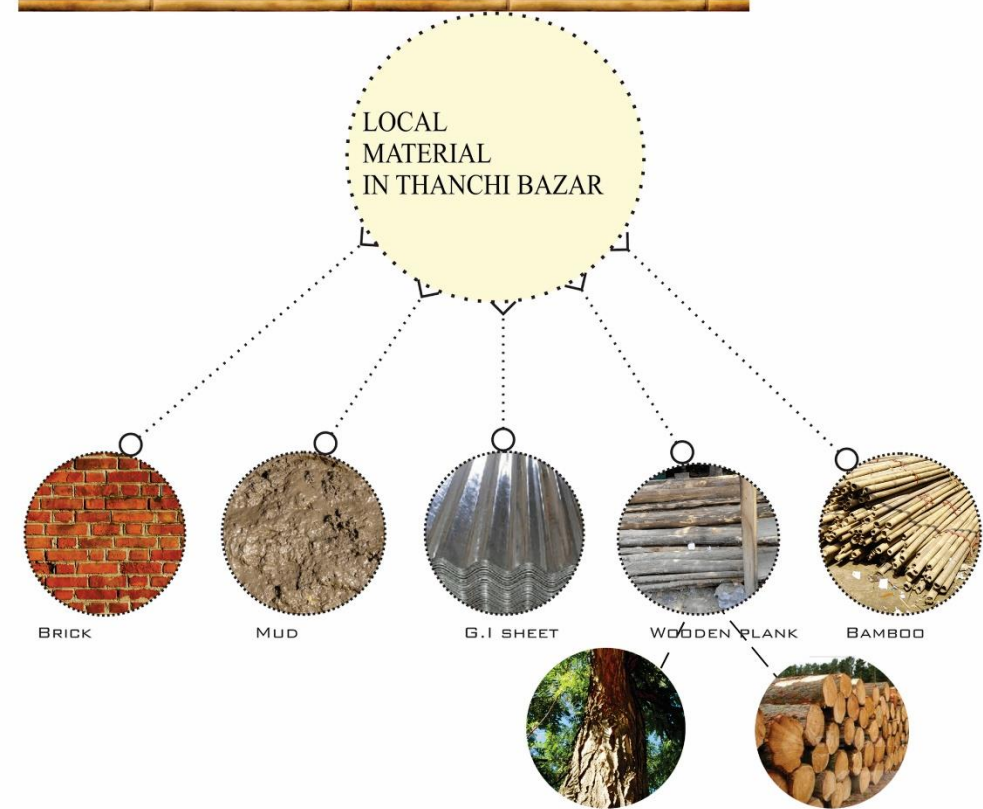 LOCAL
MATERIAL
IN THANCHI BAZAR
BRICK
MUD
G.I SHEET
WOODEN PLANK
BAMBOO